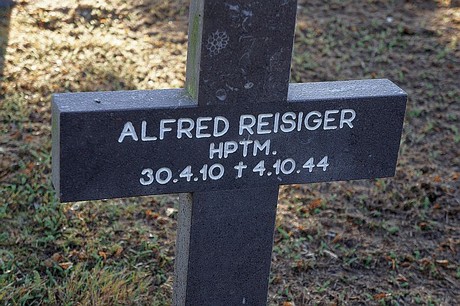 ALFRED REISIGER
HPTM.
30.4.10 ✝ 4.10.44